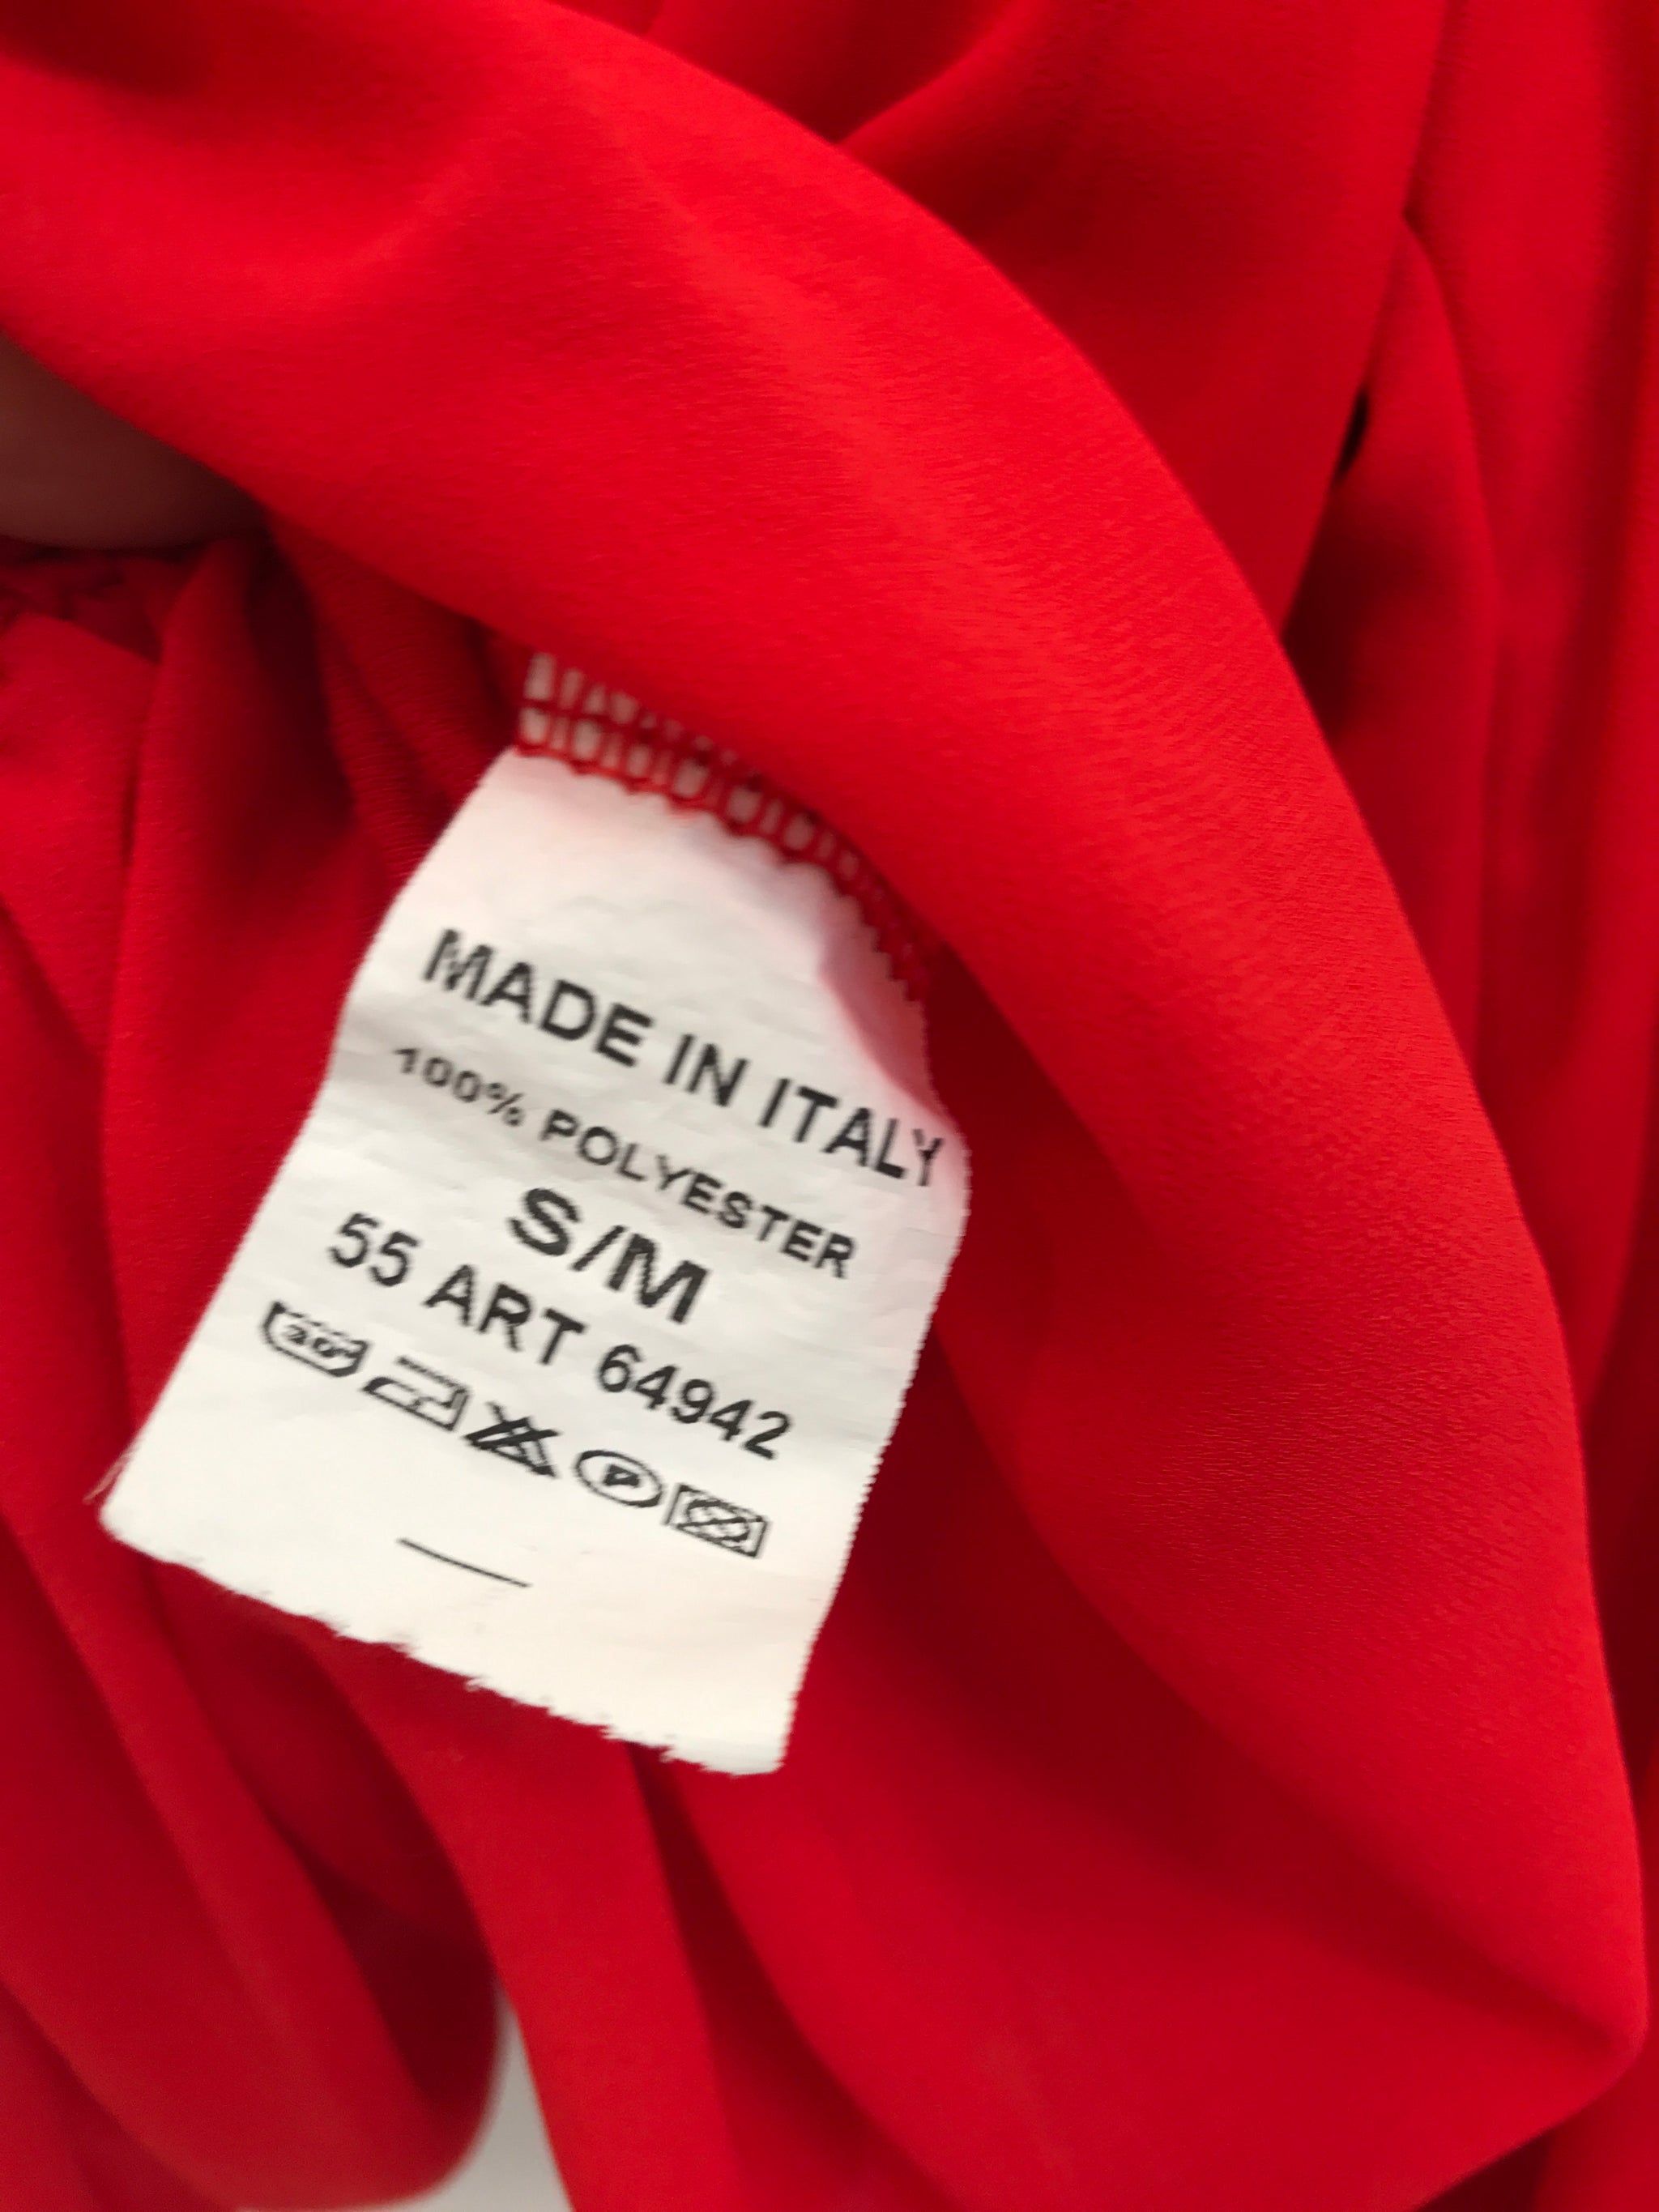 MADE IN ITALY
100% POLYESTER
S/M
55 ART 64942
P